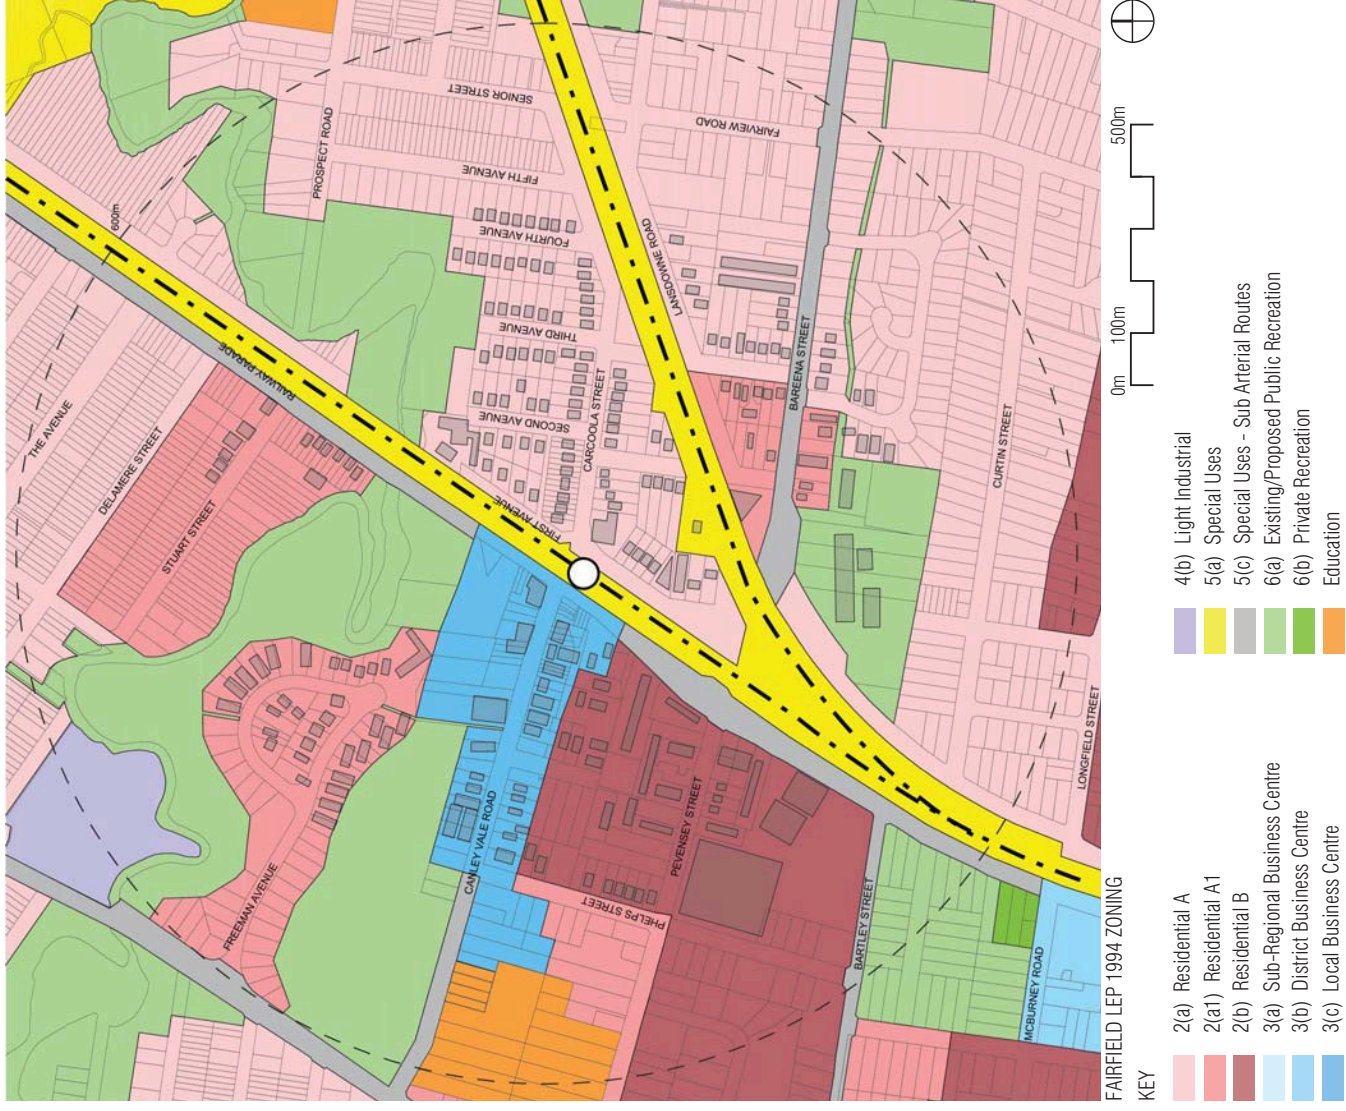 SENIOR STREET
PROSPECT ROAD
FAIRVIEW ROAD
FIFTH AVENUE
600m
FOURTH AVENUE
LANSDOWNE ROAD
THIRD AVENUE
RAILWAY PARADE
BAREENA STREET
THE AVENUE
DELAMERE STREET
SECOND AVENUE
CARCOOLA STREET
CURTIN STREET
STUART STREET
FIRST AVENUE
LONGFIELD STREET
CANLEY VALE ROAD
PEVENSEY STREET
FREEMAN AVENUE
PHELPS STREET
BARTLEY STREET
MCBURNEY ROAD
0m
100m
500m
FAIRFIELD LEP 1994 ZONING
KEY
2(a) Residential A
2(a1) Residential A1
2(b) Residential B
3(a) Sub-Regional Business Centre
3(b) District Business Centre
3(c) Local Business Centre
4(b) Light Industrial
5(a) Special Uses
5(c) Special Uses - Sub Arterial Routes
6(a) Existing/Proposed Public Recreation
6(b) Private Recreation
Education